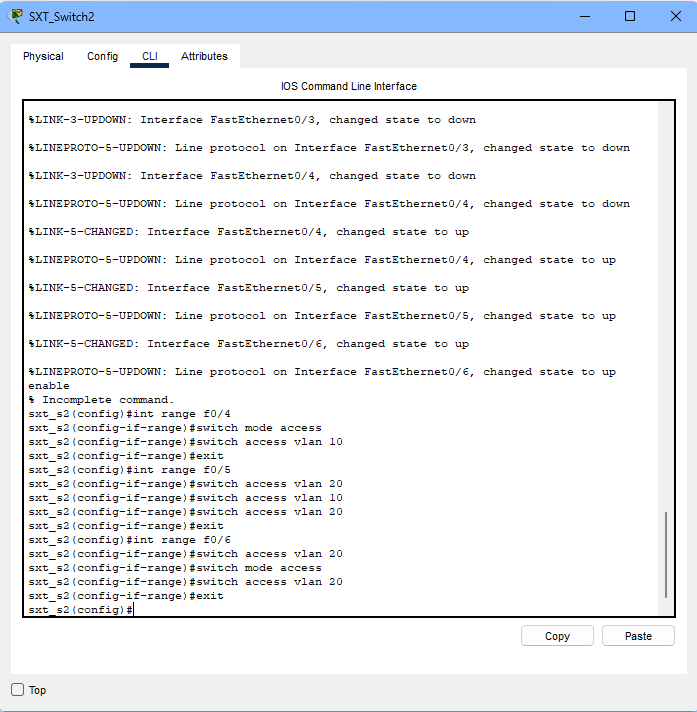 SXT_Switch2
Physical Config CLI Attributes
IOS Command Line Interface
%LINK-3-UPDOWN: Interface FastEthernet0/3, changed state to down
%LINEPROTO-5-UPDOWN: Line protocol on Interface FastEthernet0/3, changed state to down
%LINK-3-UPDOWN: Interface FastEthernet0/4, changed state to down
%LINEPROTO-5-UPDOWN: Line protocol on Interface FastEthernet0/4, changed state to down
%LINK-5-CHANGED: Interface FastEthernet0/4, changed state to up
%LINEPROTO-5-UPDOWN: Line protocol on Interface FastEthernet0/4, changed state to up
%LINK-5-CHANGED: Interface FastEthernet0/5, changed state to up
%LINEPROTO-5-UPDOWN: Line protocol on Interface FastEthernet0/5, changed state to up
%LINK-5-CHANGED: Interface FastEthernet0/6, changed state to up
%LINEPROTO-5-UPDOWN: Line protocol on Interface FastEthernet0/6, changed state to up
enable
% Incomplete command.
sxt_s2(config)#int range f0/4
sxt_s2(config-if-range)#switch mode access
sxt_s2(config-if-range)#switch access vlan 10
sxt_s2(config-if-range)#exit
sxt_s2(config)#int range f0/5
sxt_s2(config-if-range)#switch access vlan 20
sxt_s2(config-if-range)#switch access vlan 10
sxt_s2(config-if-range)#switch access vlan 20
sxt_s2(config-if-range)#exit
sxt_s2(config)#int range f0/6
sxt_s2(config-if-range)#switch access vlan 20
sxt_s2(config-if-range)#switch mode access
sxt_s2(config-if-range)#switch access vlan 20
sxt_s2(config-if-range)#exit
sxt_s2(config)#
Copy Paste
Top